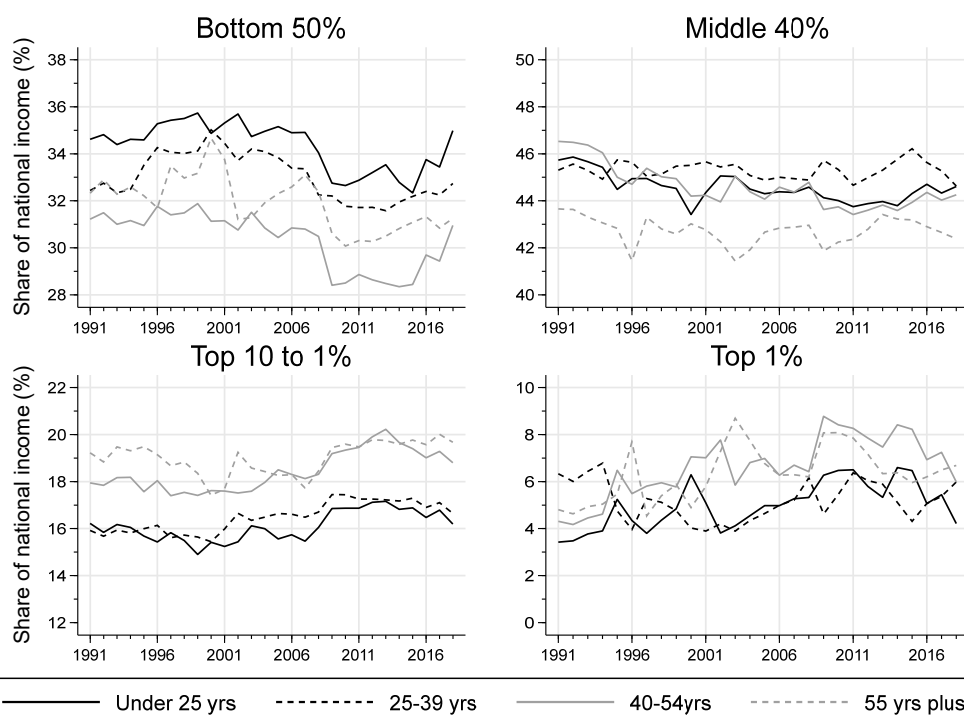 Bottom 50%
Middle 40%
Share of national income (%)
38
36
34
32
30
28
1991 1996 2001 2006 2011 2016
50
48
46
44
42
40
1991 1996 2001 2006 2011 2016
Top 10 to 1%
Top 1%
Share of national income (%)
22
20
18
16
14
12
1991 1996 2001 2006 2011 2016
10
8
6
4
2
0
1991 1996 2001 2006 2011 2016
Under 25 yrs 25-39 yrs 40-54yrs 55 yrs plus